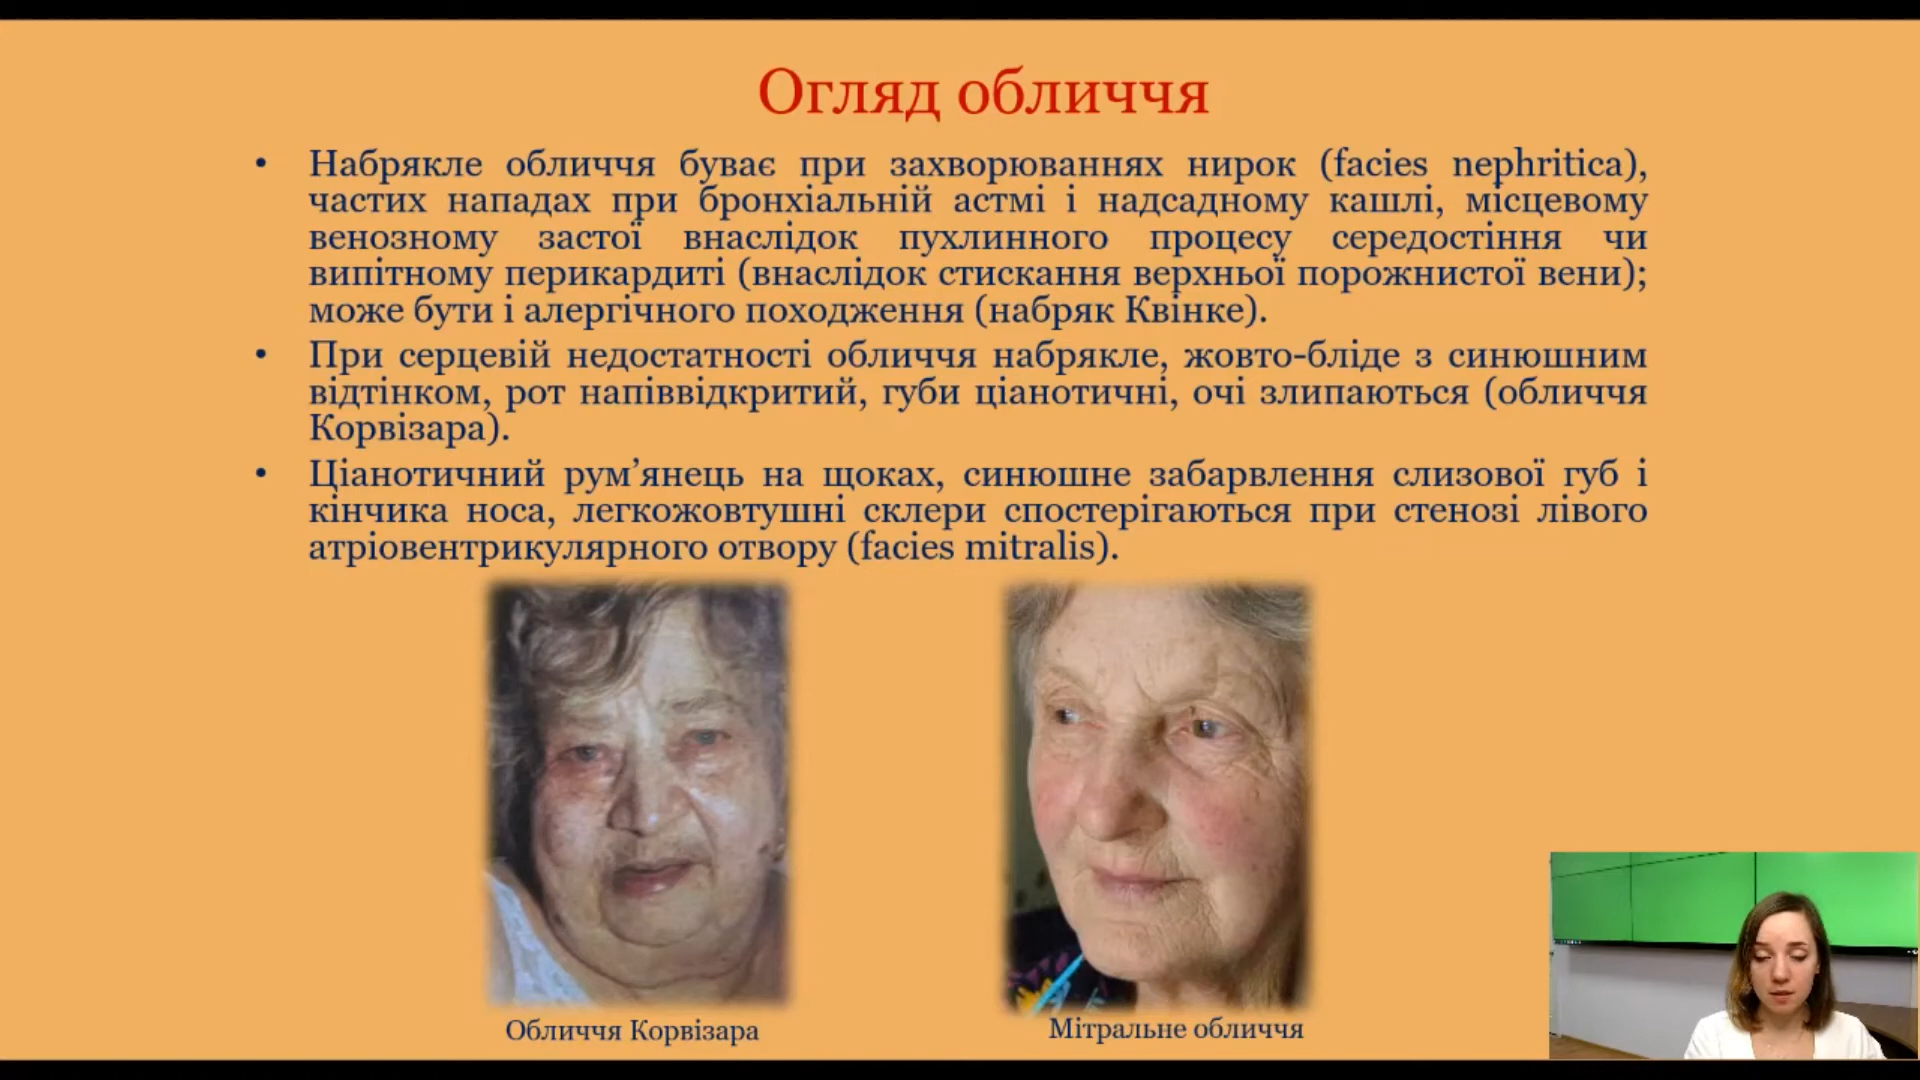 Огляд обличчя
• Набрякле обличчя буває при захворюваннях нирок (facies nephritica),
частих нападах при бронхіальній астмі і надсадному кашлі, місцевому
венозному застої внаслідок пухлинного процесу середостіння чи
випітному перикардиті (внаслідок стискання верхньої порожнистої вени);
може бути і алергічного походження (набряк Квінке).
• При серцевій недостатності обличчя набрякле, жовто-бліде з синюшним
відтінком, рот напіввідкритий, губи ціанотичні, очі злипаються (обличчя
Корвізара).
• Ціанотичний рум’янець на щоках, синюшне забарвлення слизової губ і
кінчика носа, легкожовтушні склери спостерігаються при стенозі лівого
атріовентрикулярного отвору (facies mitralis).
Обличчя Корвізара
Мітральне обличчя